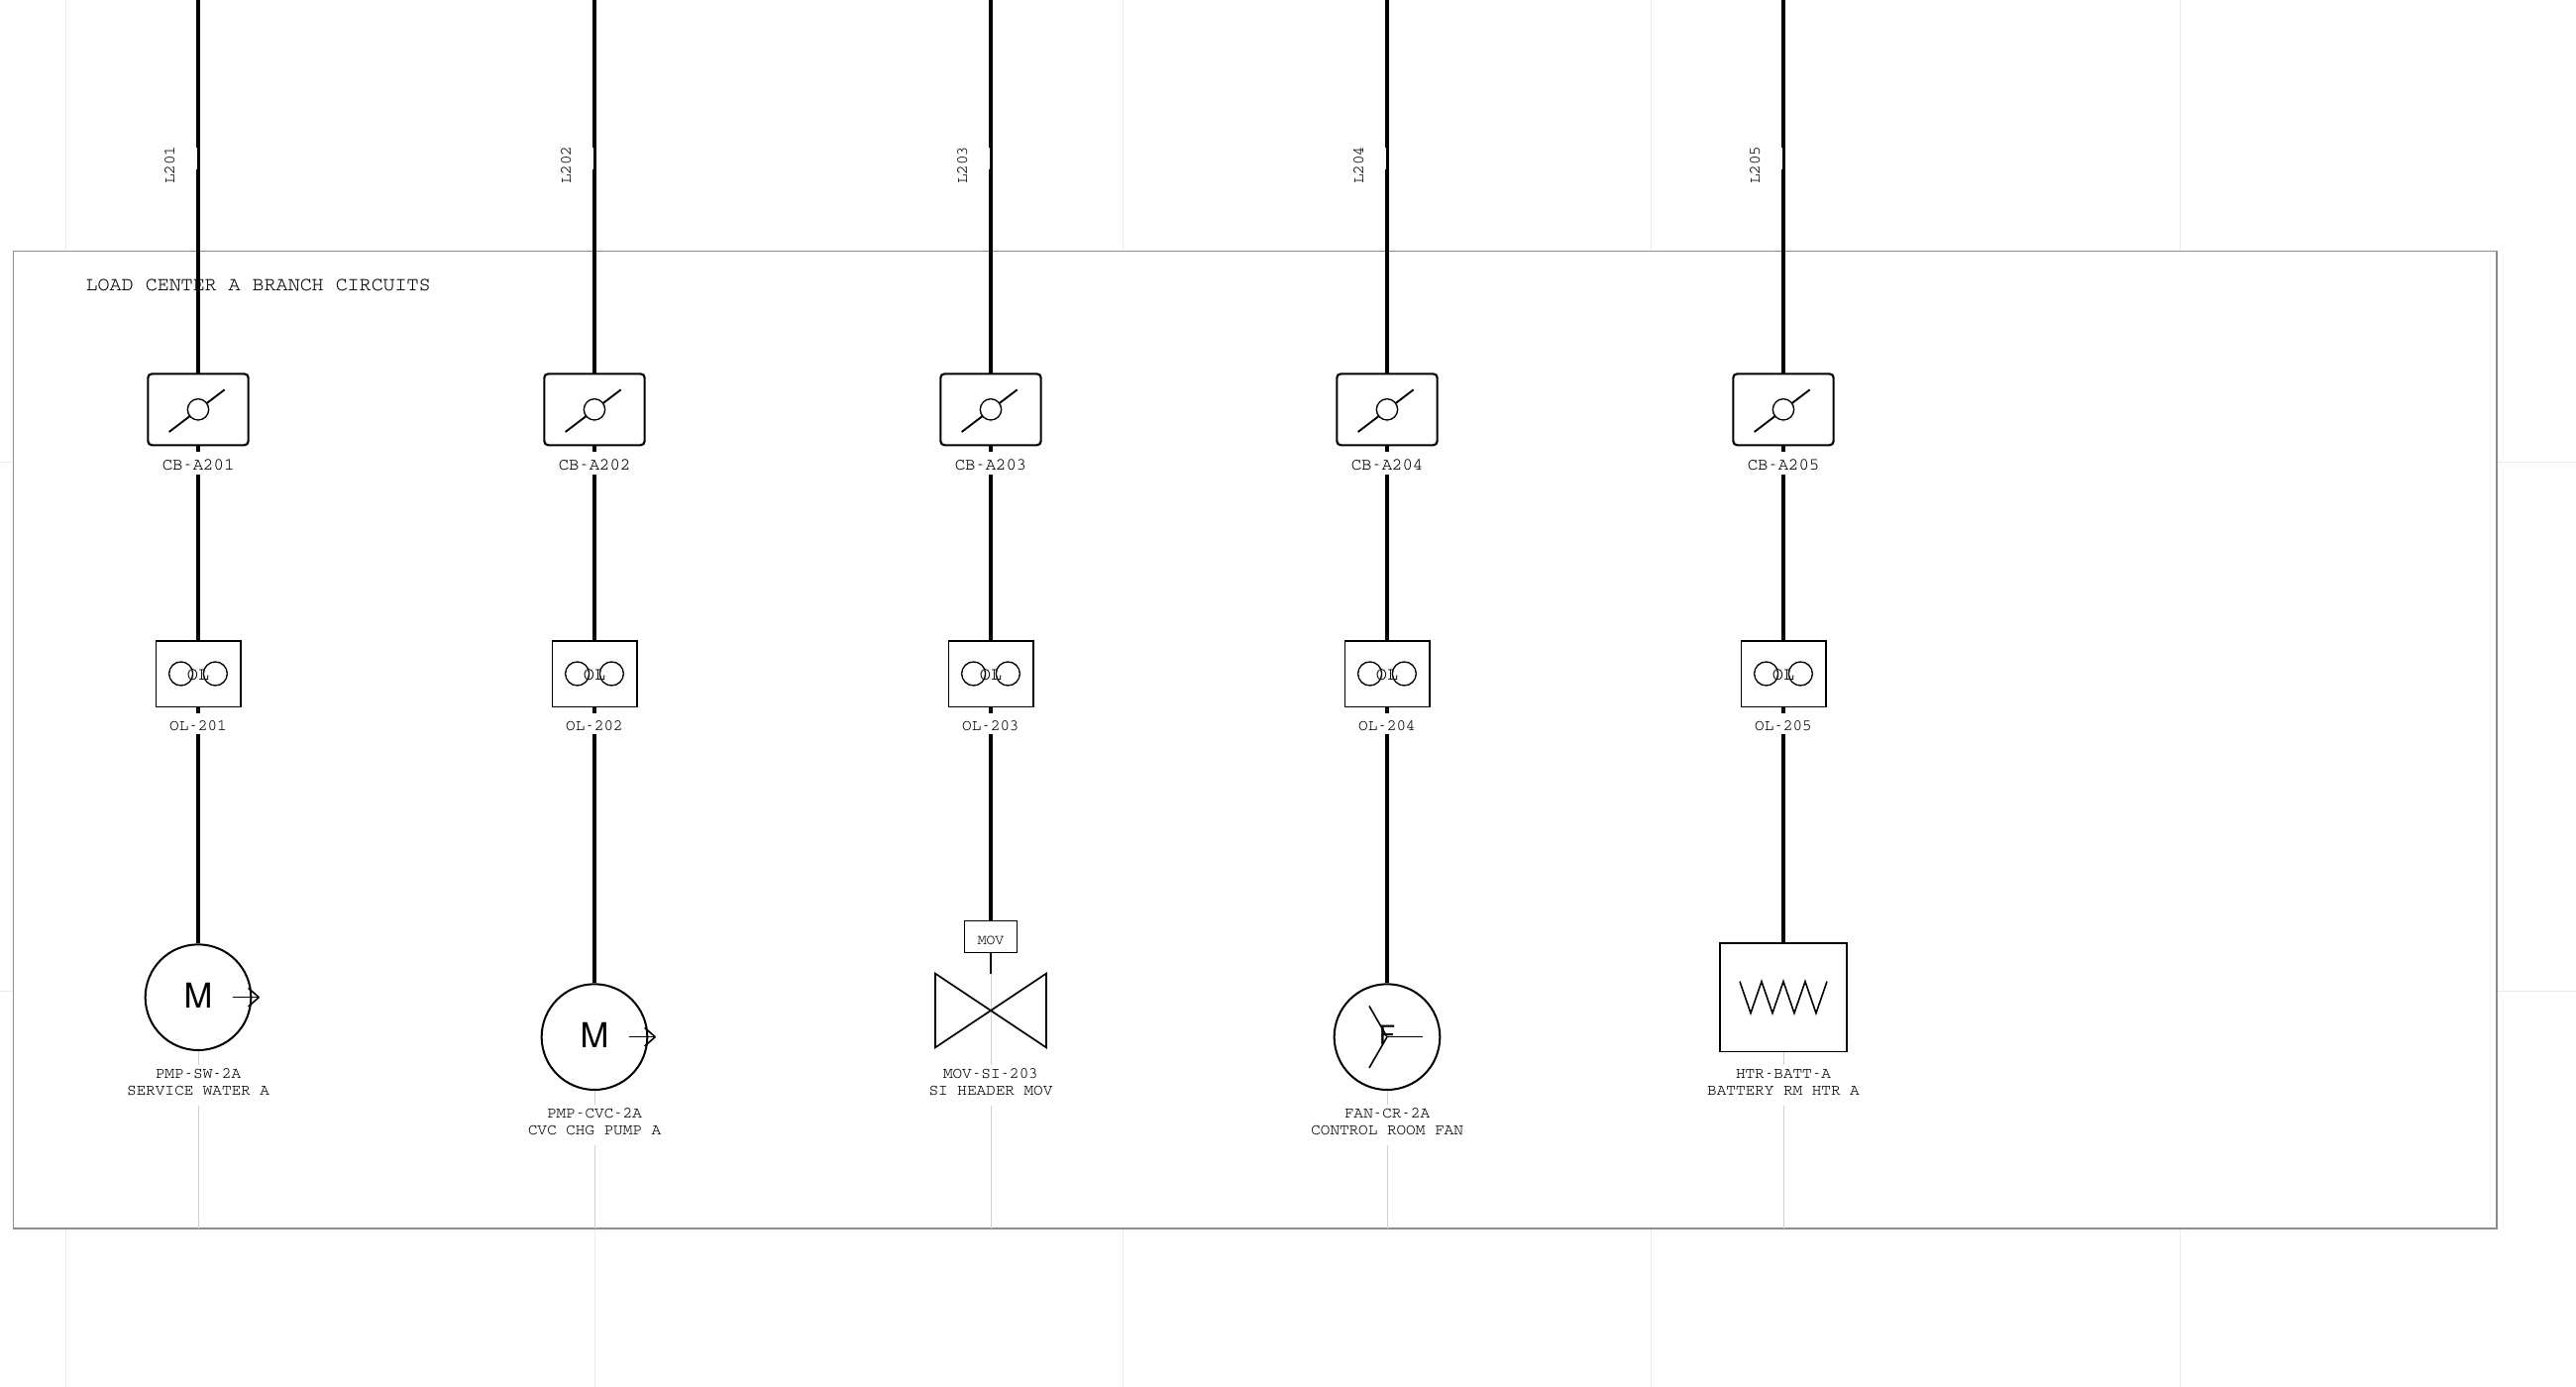 L201
L202
L203
L204
L205
LOAD CENTER A BRANCH CIRCUITS
CB-A201
CB-A202
CB-A203
CB-A204
CB-A205
OL
OL
OL
OL
OL
OL-201
OL-202
OL-203
OL-204
OL-205
MOV
M
M
F
PMP-SW-2A
SERVICE WATER A
PMP-CVC-2A
CVC CHG PUMP A
MOV-SI-203
SI HEADER MOV
FAN-CR-2A
CONTROL ROOM FAN
HTR-BATT-A
BATTERY RM HTR A